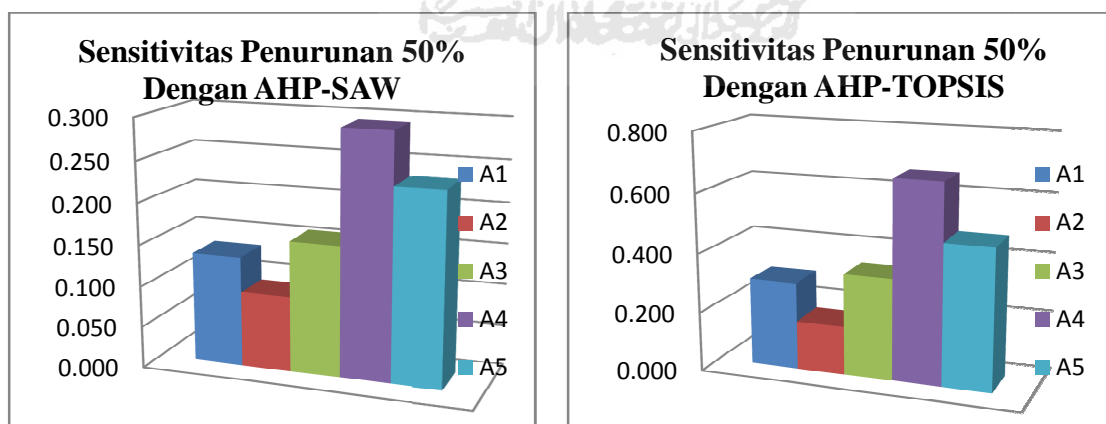 Sensitivitas Penurunan 50%
Dengan AHP-SAW
0.300
0.250
0.200
0.150
0.100
0.050
0.000
A1
A2
A3
A4
A5
Sensitivitas Penurunan 50%
Dengan AHP-TOPSIS
0.800
0.600
0.400
0.200
0.000
A1
A2
A3
A4
A5